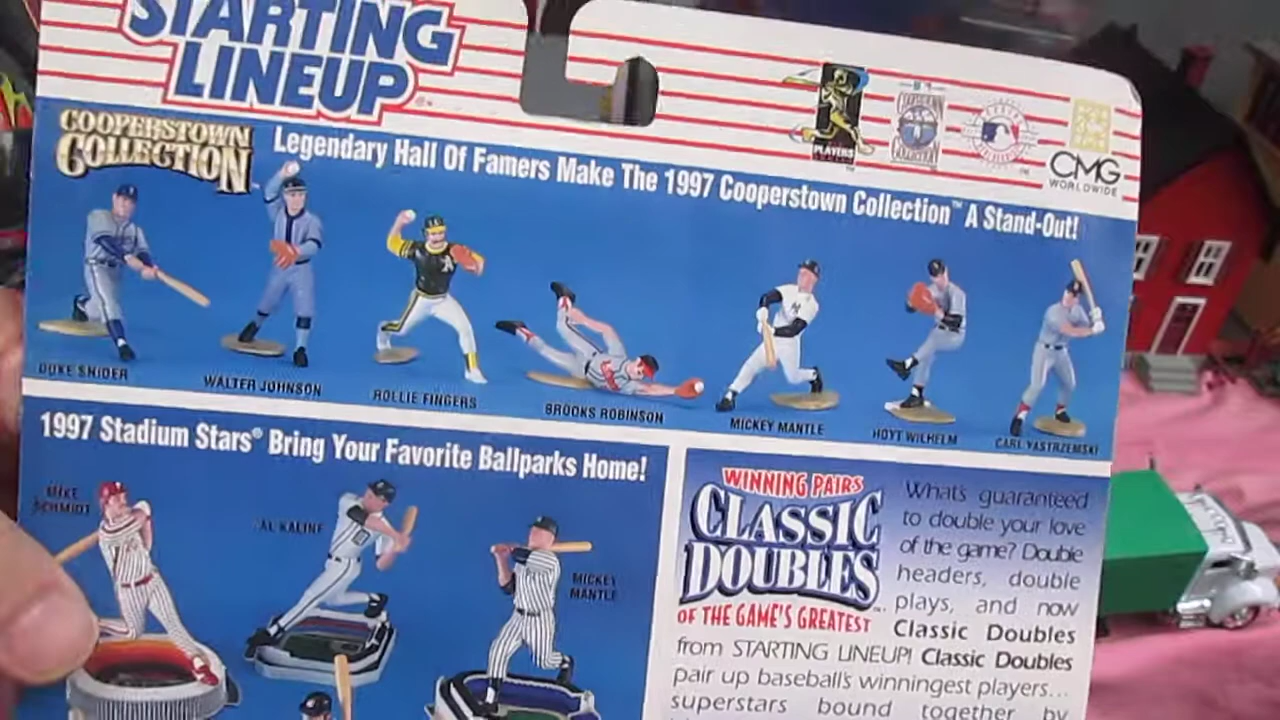 STARTING
LINEUP
PLAYERS
CMG
WORLDWIDE
COOPERSTOWN
COLLECTION
Legendary Hall Of Famers Make The 1997 Cooperstown Collection™ A Stand-Out!
DUKE SNIDER
WALTER JOHNSON
ROLLIE FINGERS
BROOKS ROBINSON
MICKEY MANTLE
HOYT WILHELM
CARL YASTRZEMSKI
1997 Stadium Stars® Bring Your Favorite Ballparks Home!
MIKE
SCHMIDT
AL KALINE
MICKEY
MANTLE
WINNING PAIRS
CLASSIC
DOUBLES™
OF THE GAME'S GREATEST
What's guaranteed
to double your love
of the game? Double
headers, double
plays, and now
Classic Doubles
from STARTING LINEUP! Classic Doubles
pair up baseball's winningest players...
superstars bound together by